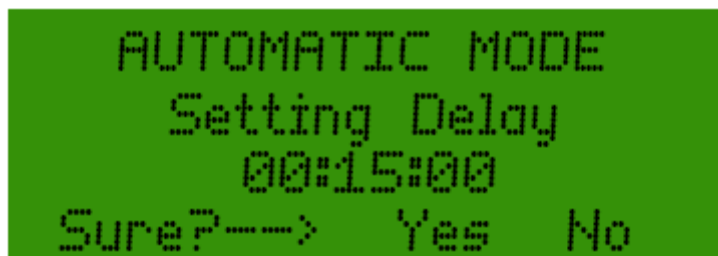 AUTOMATIC MODE
Setting Delay
00:15:00
Sure?--> Yes No